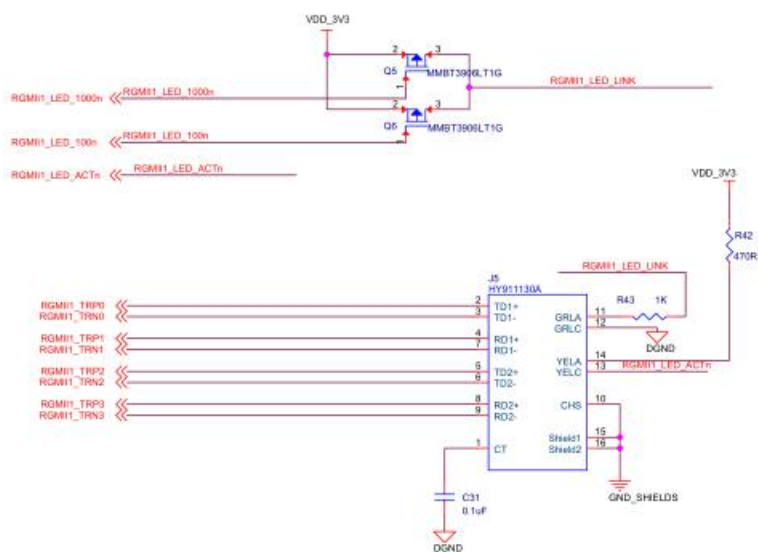 VDD_3V3
2
3
Q5
MMBT3906LT1G
RGMII1_LED_LINK
1
RGMII1_LED_1000n
RGMII1_LED_1000n
2
3
Q6
MMBT3906LT1G
RGMII1_LED_100n
RGMII1_LED_100n
1
RGMII1_LED_ACTn
RGMII1_LED_ACTn
VDD_3V3
R42
470R
RGMII1_LED_LINK
J5
HY911130A
R43
1K
RGMII1_TRP0
2
TD1+
RGMII1_TRN0
3
TD1-
GRLA
11
GRLC
12
DGND
RGMII1_TRP1
4
RD1+
RGMII1_TRN1
7
RD1-
YELA
14
YELC
13
RGMII1_LED_ACTn
RGMII1_TRP2
5
TD2+
RGMII1_TRN2
6
TD2-
RGMII1_TRP3
8
RD2+
CHS
10
RGMII1_TRN3
9
RD2-
Shield1
15
Shield2
16
1
CT
GND_SHIELDS
C31
0.1uF
DGND